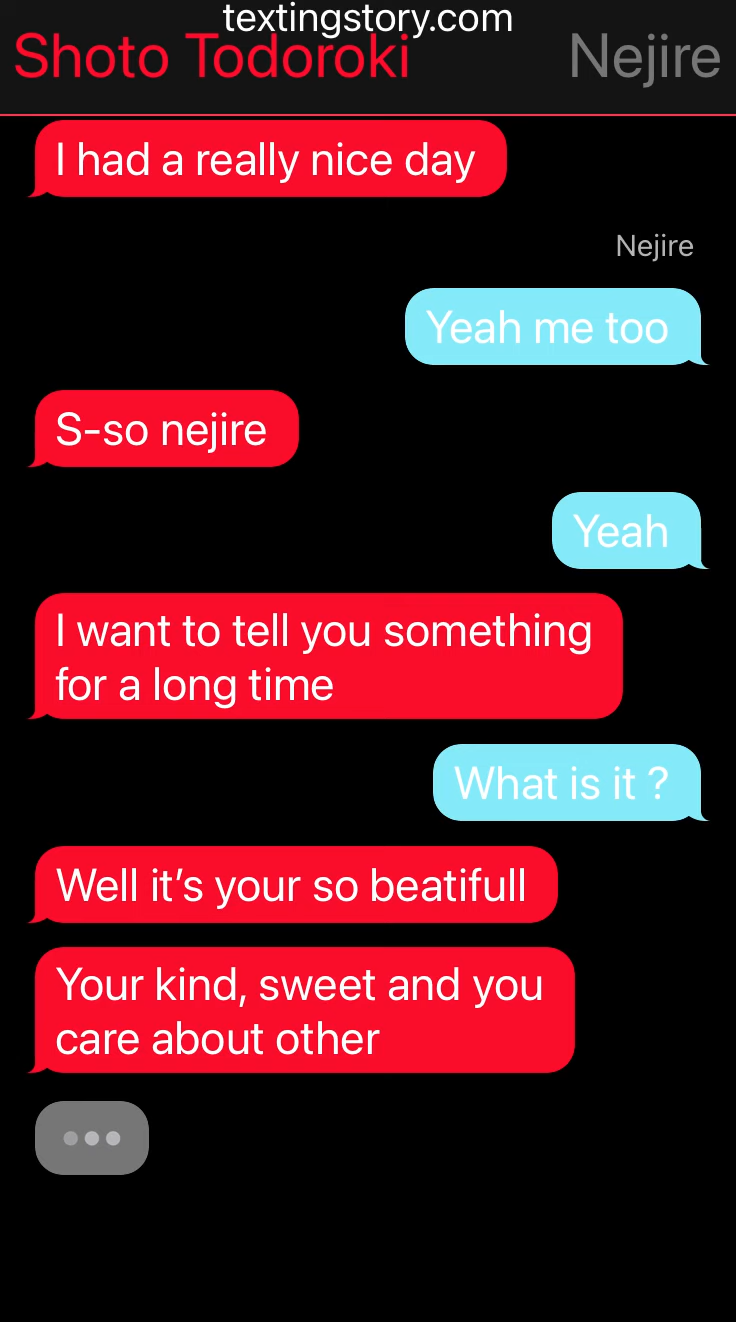 textingstory.com
Shoto Todoroki
Nejire
I had a really nice day
Nejire
Yeah me too
S-so nejire
Yeah
I want to tell you something
for a long time
What is it ?
Well it’s your so beatifull
Your kind, sweet and you
care about other